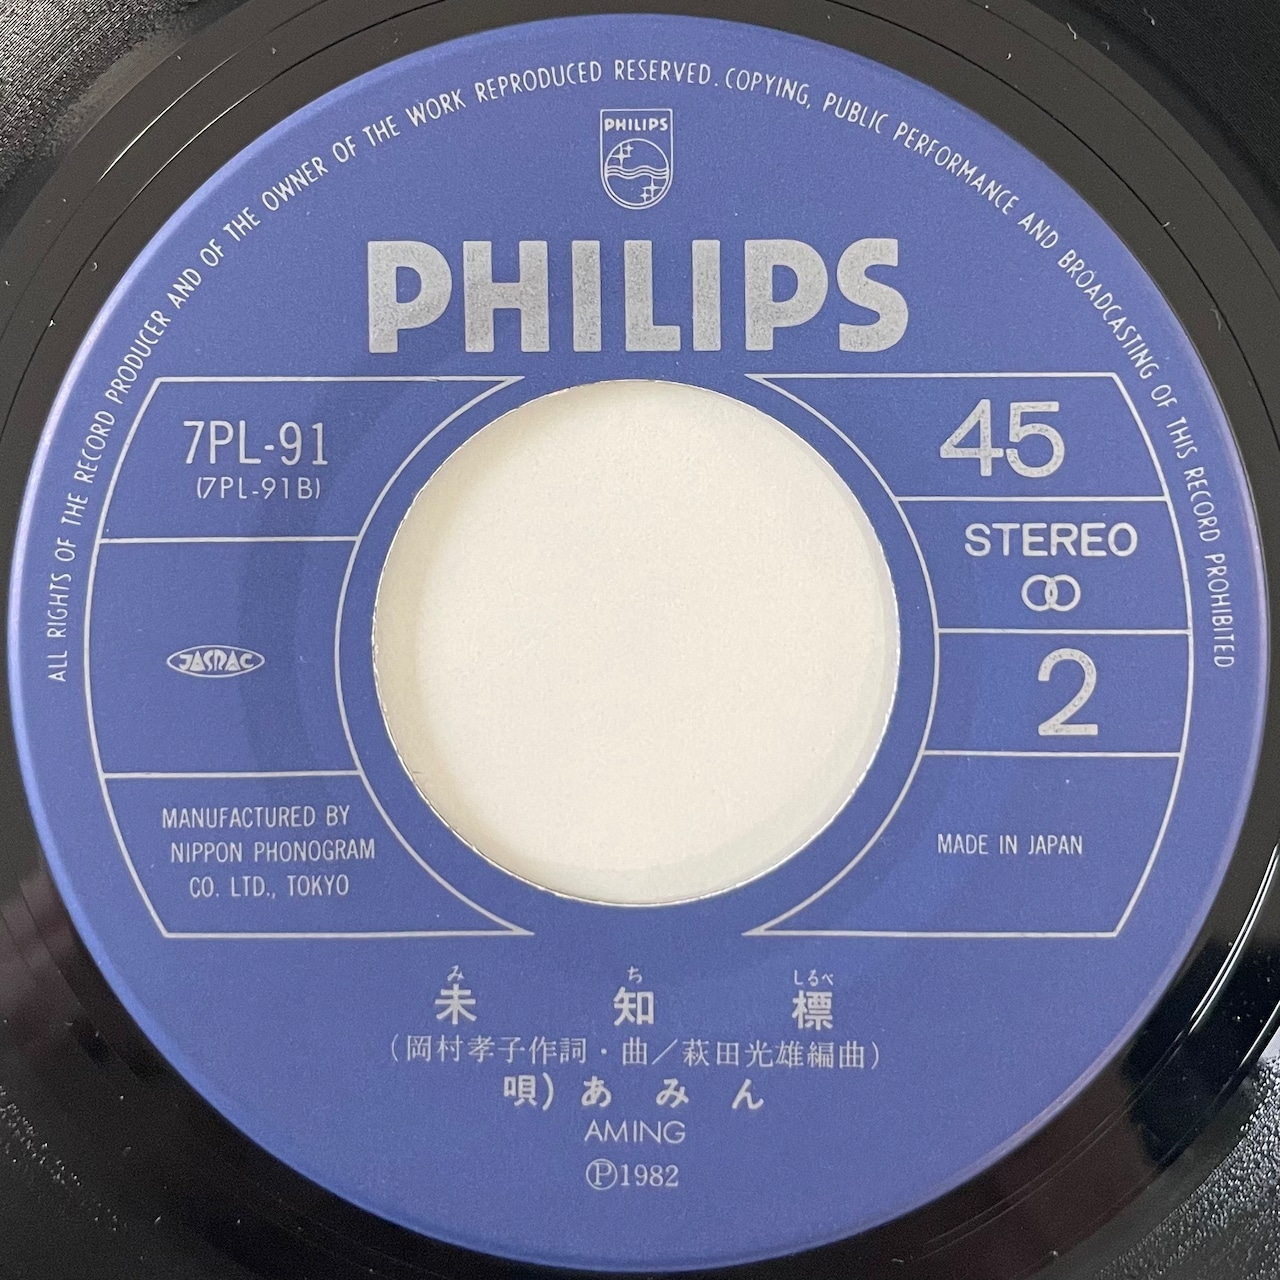 ALL RIGHTS OF THE RECORD PRODUCER AND OF THE OWNER OF THE WORK REPRODUCED RESERVED. COPYING, PUBLIC PERFORMANCE AND BROADCASTING OF THIS RECORD PROHIBITED
PHILIPS
PHILIPS
7PL-91
(7PL-91B)
45
STEREO
JASRAC
2
MANUFACTURED BY
NIPPON PHONOGRAM
CO. LTD., TOKYO
MADE IN JAPAN
み ち しるべ
未 知 標
(岡村孝子作詞・曲／萩田光雄編曲)
唄) あ み ん
AMING
Ⓟ1982